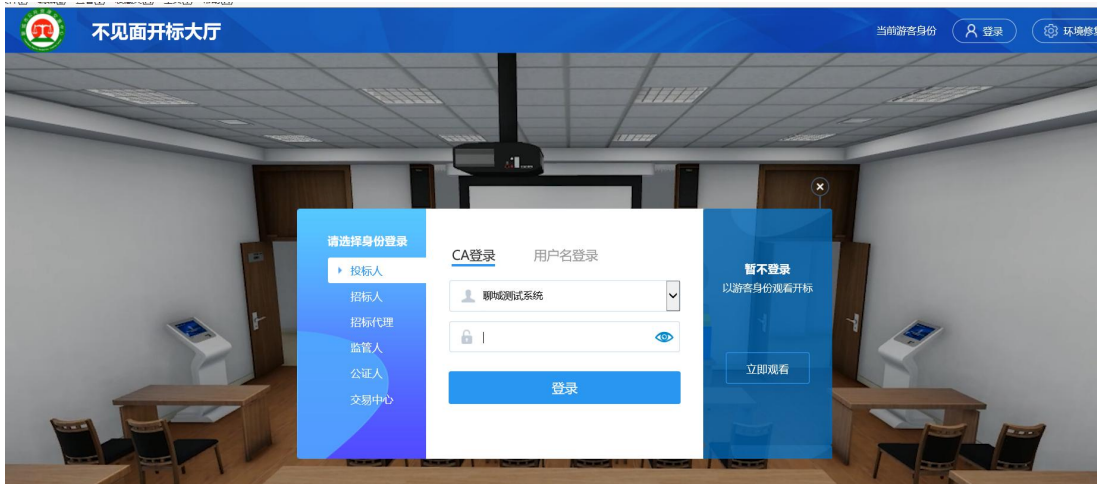 不见面开标大厅
当前游客身份
登录
请选择身份登录
投标人
招标人
招标代理
监管人
公证人
交易中心
CA登录
用户名登录
聊城测试系统
登录
暂不登录
以游客身份观看开标
立即观看